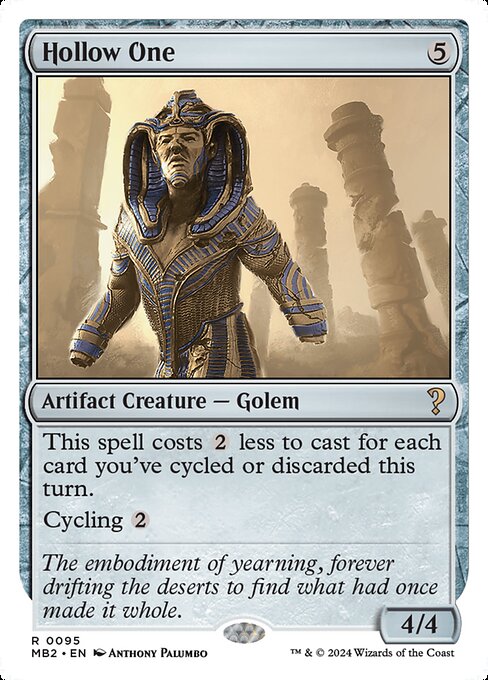 Hollow One 5
Artifact Creature — Golem
This spell costs 2 less to cast for each
card you've cycled or discarded this
turn.
Cycling 2
The embodiment of yearning, forever
drifting the deserts to find what had once
made it whole.
4/4
R 0095
MB2 • EN Anthony Palumbo
™ & © 2024 Wizards of the Coast